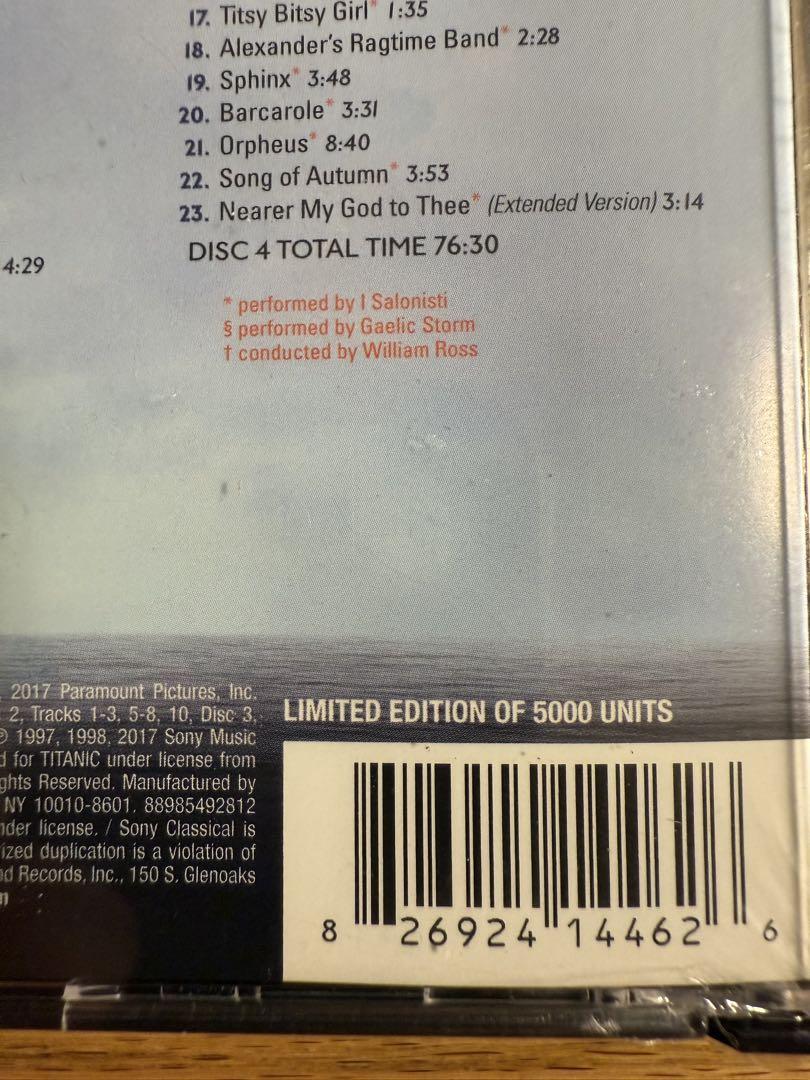 17. Titsy Bitsy Girl* 1:35
18. Alexander's Ragtime Band* 2:28
19. Sphinx* 3:48
20. Barcarole* 3:31
21. Orpheus* 8:40
22. Song of Autumn* 3:53
23. Nearer My God to Thee* (Extended Version) 3:14
4:29
DISC 4 TOTAL TIME 76:30
* performed by I Salonisti
§ performed by Gaelic Storm
† conducted by William Ross
2017 Paramount Pictures, Inc.
2, Tracks 1-3, 5-8, 10, Disc 3,
℗ 1997, 1998, 2017 Sony Music
for TITANIC under license from
Reserved. Manufactured by
NY 10010-8601. 88985492812
license. / Sony Classical is
duplication is a violation of
Records, Inc., 150 S. Glenoaks
LIMITED EDITION OF 5000 UNITS
8 26924 14462 6